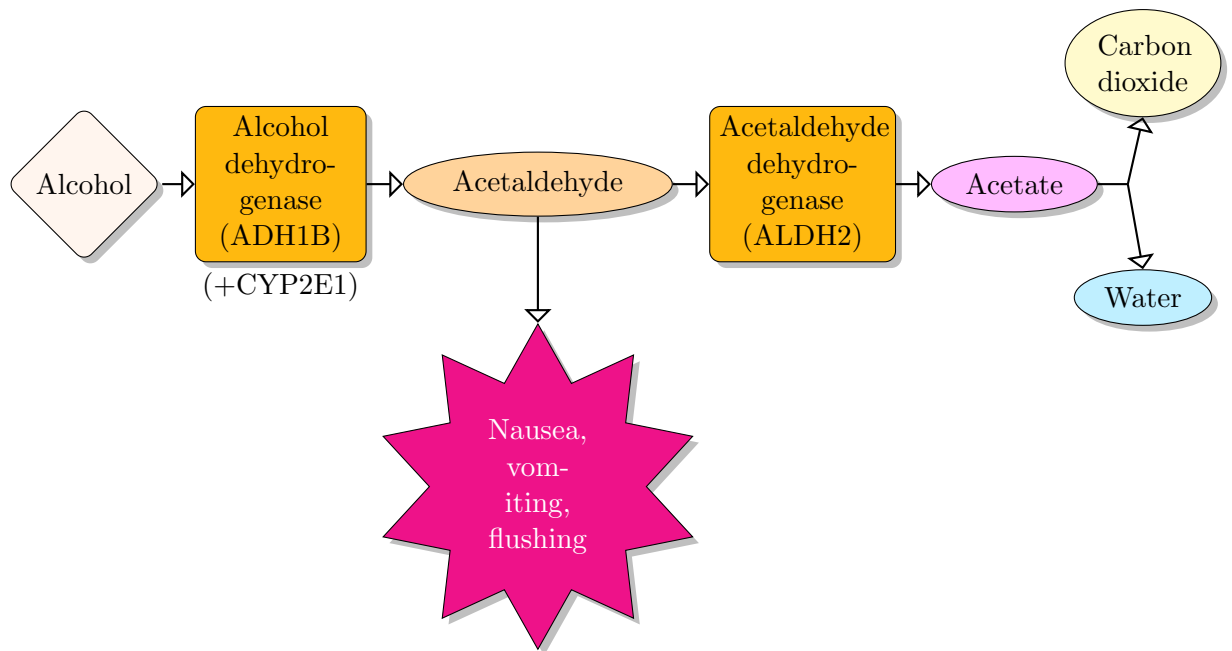 Alcohol
Alcohol
dehydro-
genase
(ADH1B)
(+CYP2E1)
Acetaldehyde
Nausea,
vom-
iting,
flushing
Acetaldehyde
dehydro-
genase
(ALDH2)
Acetate
Carbon
dioxide
Water